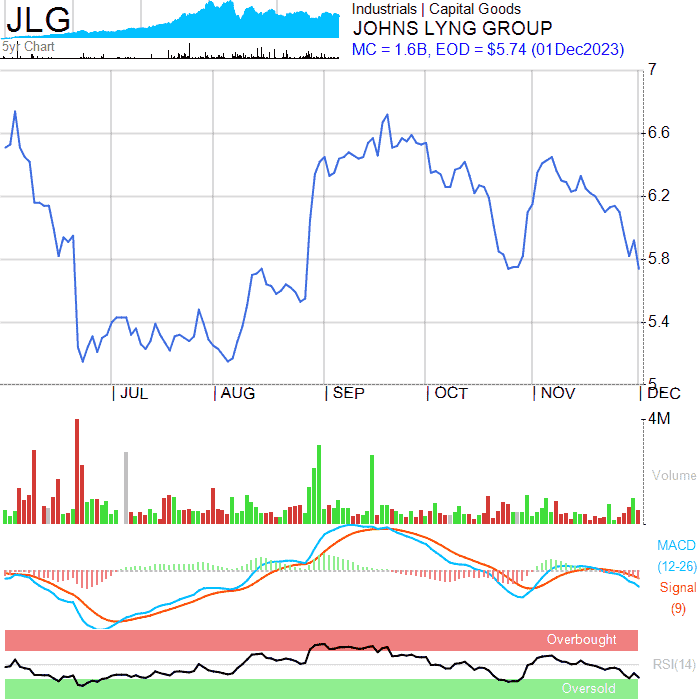 JLG
5yr Chart
Industrials | Capital Goods
JOHNS LYNG GROUP
MC = 1.6B, EOD = $5.74 (01Dec2023)
7
6.6
6.2
5.8
5.4
5
| JUL | AUG | SEP | OCT | NOV | DEC
4M
Volume
MACD
(12-26)
Signal
(9)
Overbought
RSI(14)
Oversold